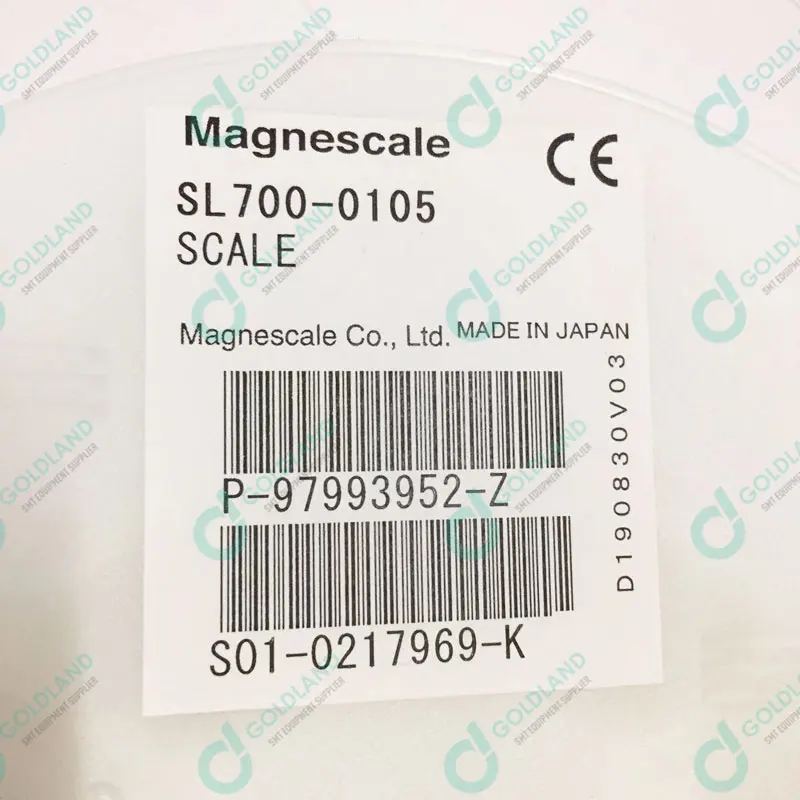 Magnescale
CE
SL700-0105
SCALE
Magnescale Co., Ltd. MADE IN JAPAN
P-97993952-Z
S01-0217969-K
D190830V03
GOLDLAND
SMT EQUIPMENT SUPPLIER